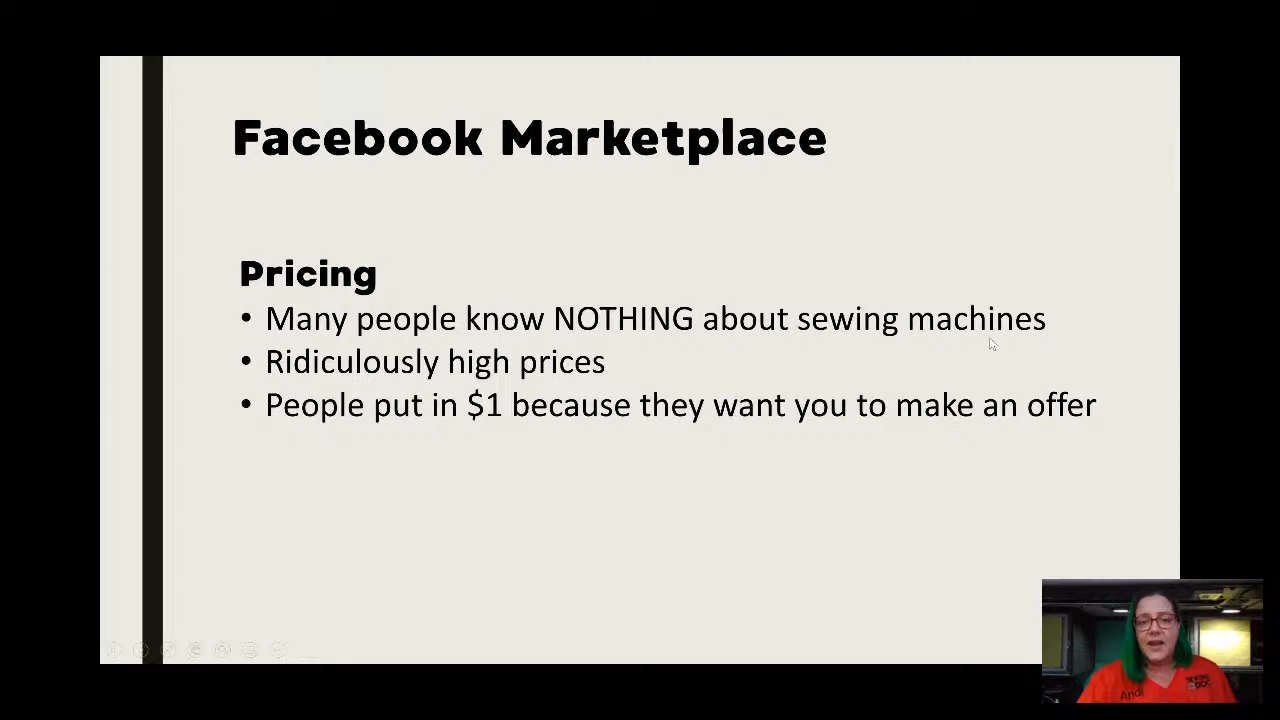 Facebook Marketplace
Pricing
• Many people know NOTHING about sewing machines
• Ridiculously high prices
• People put in $1 because they want you to make an offer
Andi